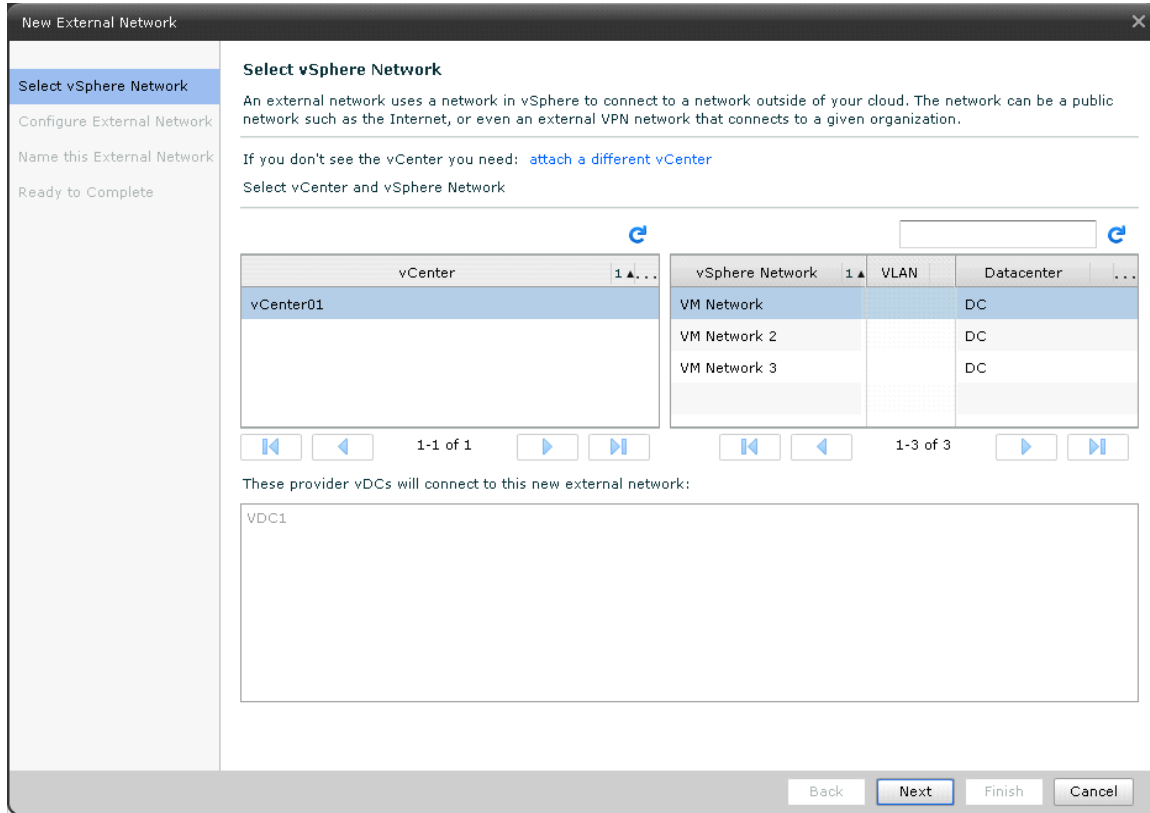 New External Network
Select vSphere Network
Configure External Network
Name this External Network
Ready to Complete
Select vSphere Network
An external network uses a network in vSphere to connect to a network outside of your cloud. The network can be a public
network such as the Internet, or even an external VPN network that connects to a given organization.
If you don't see the vCenter you need: attach a different vCenter
Select vCenter and vSphere Network
vCenter 1 ▲ ...
vCenter01
1-1 of 1
vSphere Network 1 ▲ VLAN Datacenter ...
VM Network DC
VM Network 2 DC
VM Network 3 DC
1-3 of 3
These provider vDCs will connect to this new external network:
VDC1
Back Next Finish Cancel